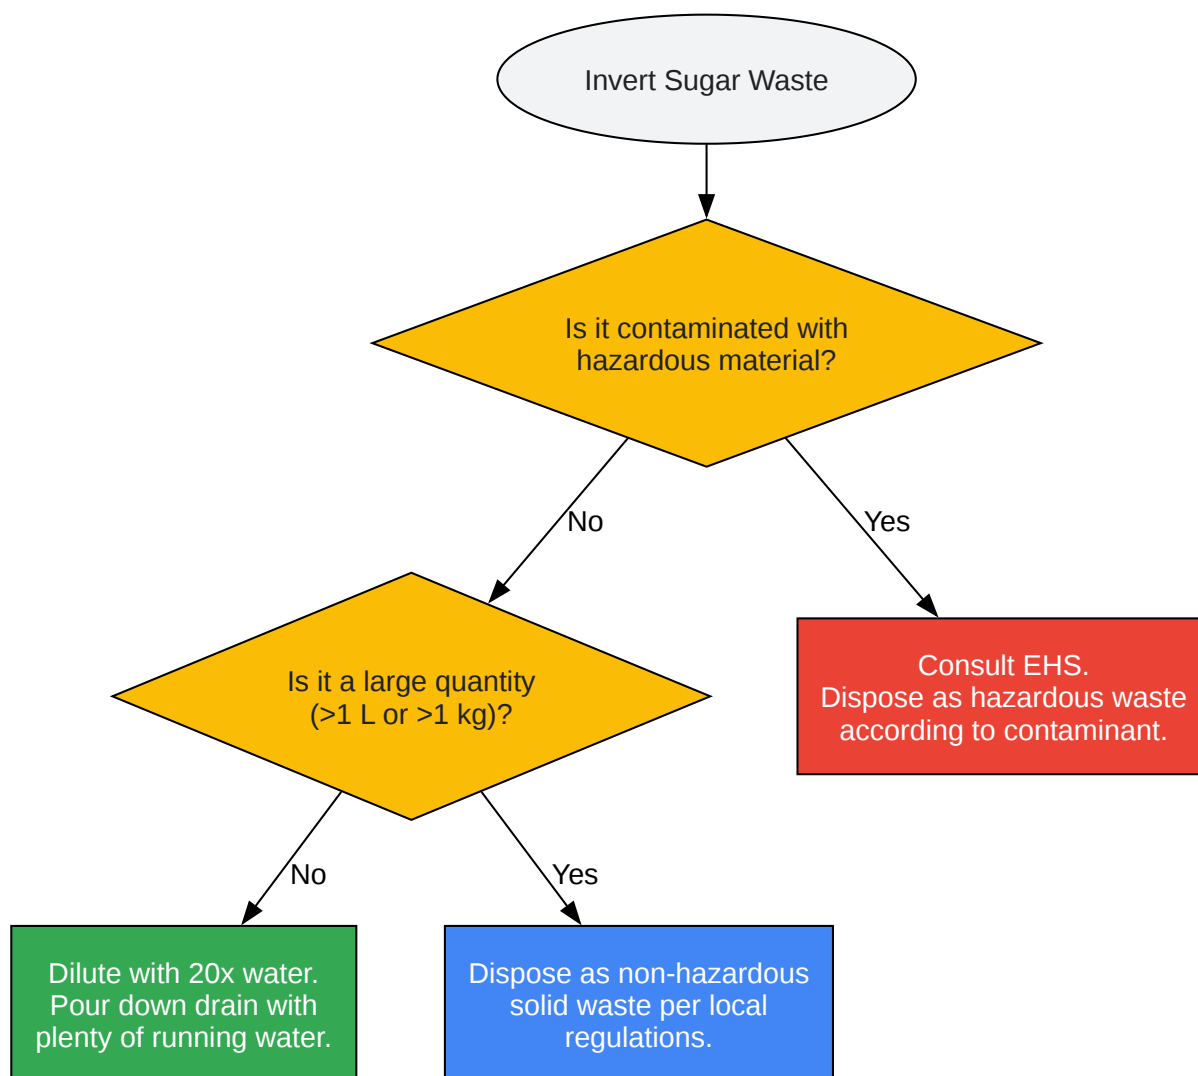 Invert Sugar Waste
Is it contaminated with
hazardous material?
No
Yes
Is it a large quantity
(>1 L or >1 kg)?
Consult EHS.
Dispose as hazardous waste
according to contaminant.
No
Yes
Dilute with 20x water.
Pour down drain with
plenty of running water.
Dispose as non-hazardous
solid waste per local
regulations.